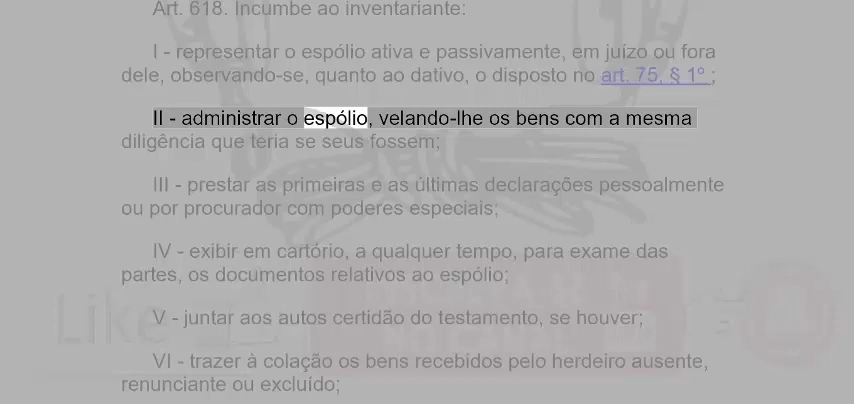 Art. 618. Incumbe ao inventariante:
I - representar o espólio ativa e passivamente, em juízo ou fora
dele, observando-se, quanto ao dativo, o disposto no art. 75, § 1º ;
II - administrar o espólio, velando-lhe os bens com a mesma
diligência que teria se seus fossem;
III - prestar as primeiras e as últimas declarações pessoalmente
ou por procurador com poderes especiais;
IV - exibir em cartório, a qualquer tempo, para exame das
partes, os documentos relativos ao espólio;
Like
V - juntar aos autos certidão do testamento, se houver;
VI - trazer à colação os bens recebidos pelo herdeiro ausente,
renunciante ou excluído;